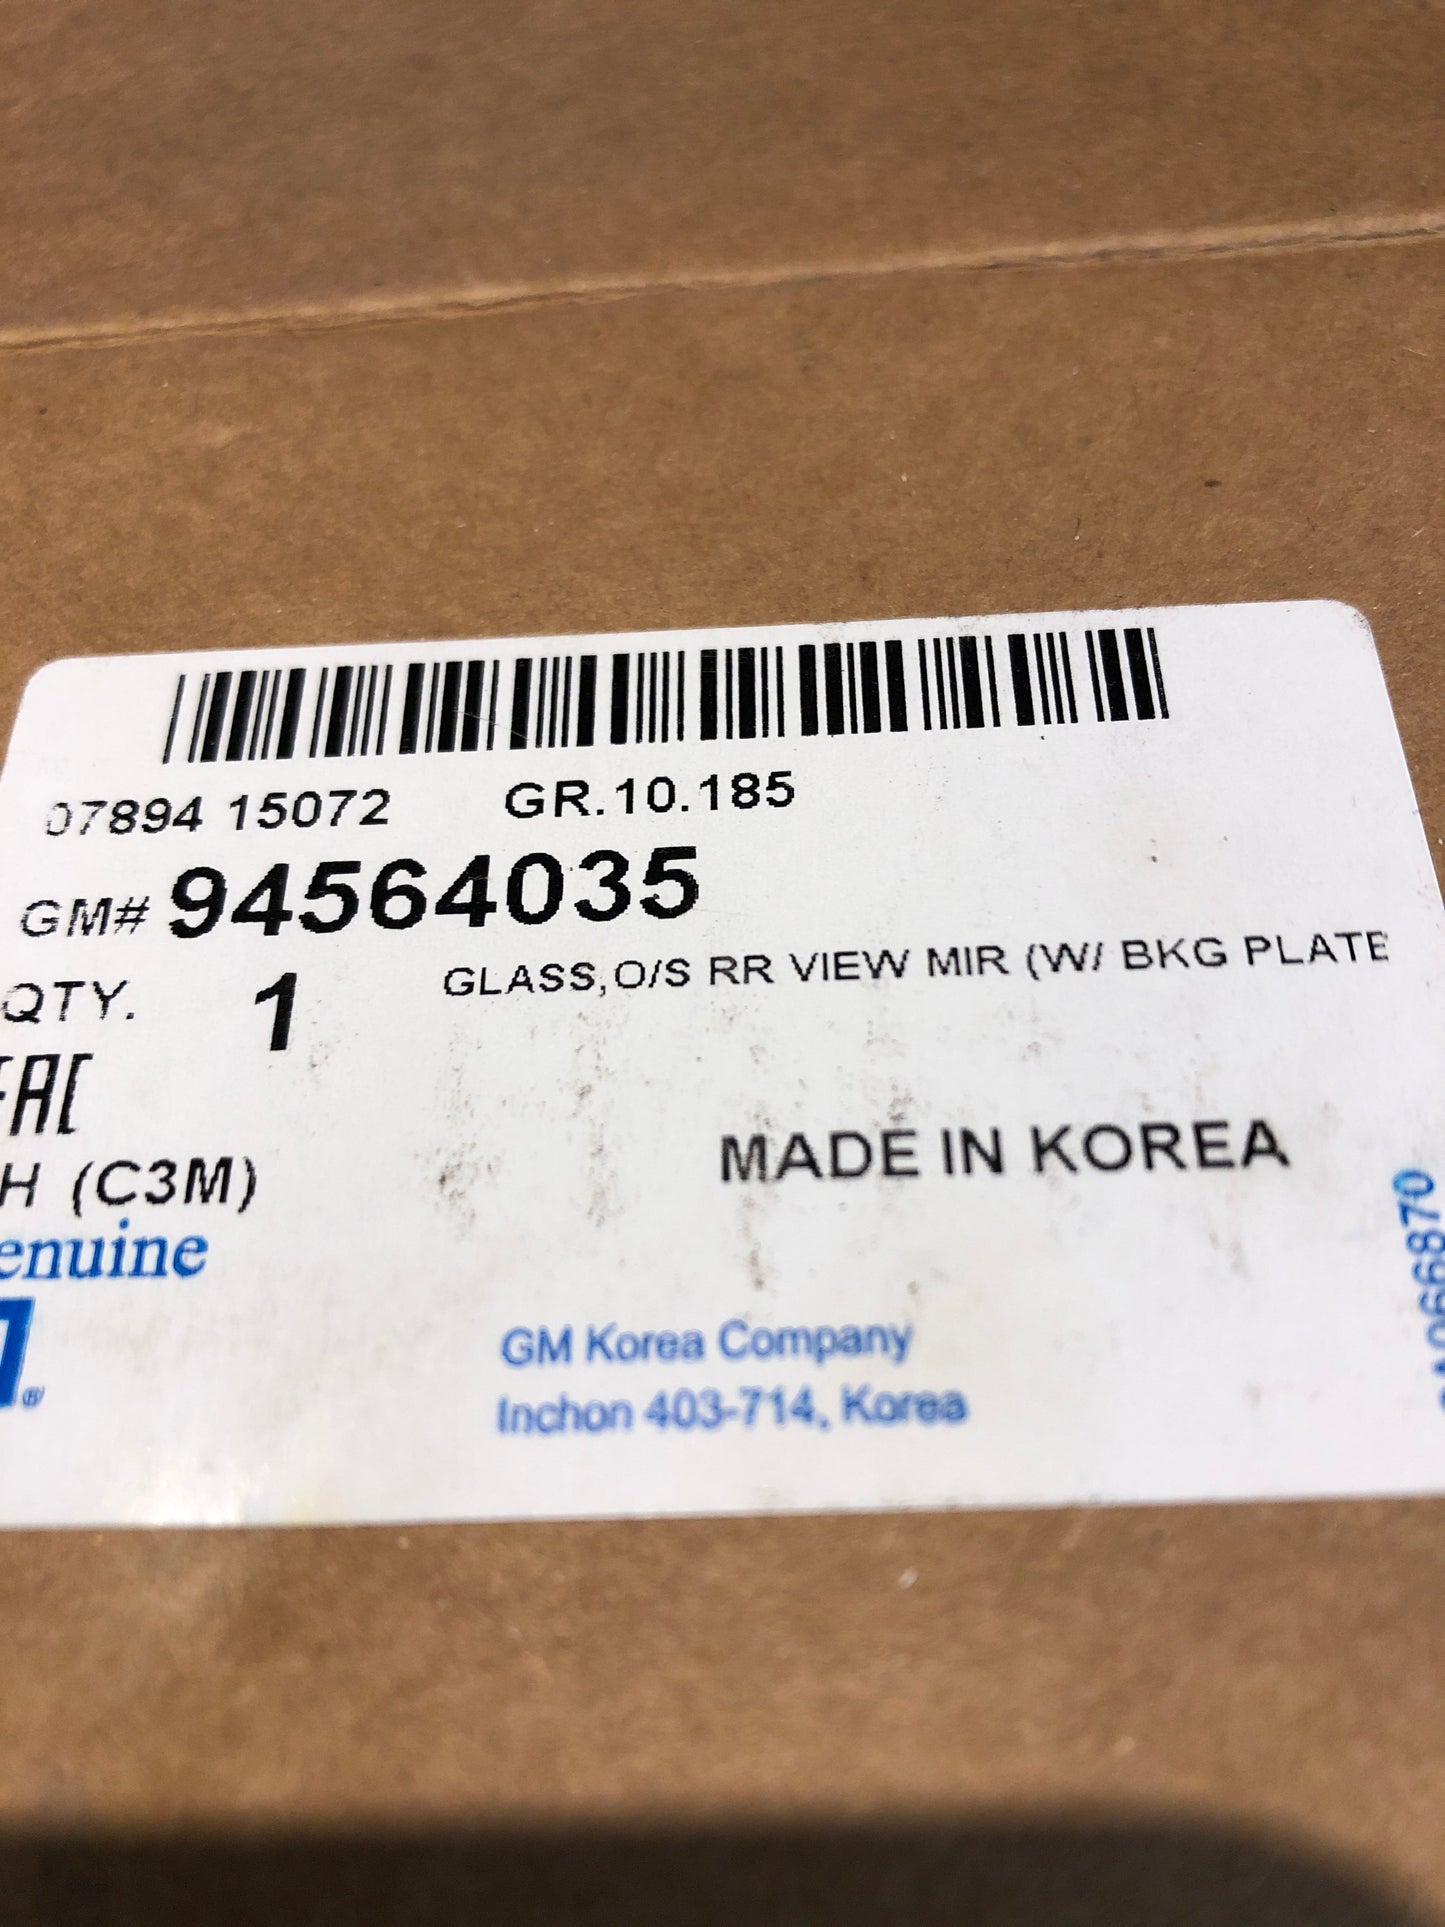 07894 15072 GR.10.185
GM# 94564035
QTY. 1 GLASS,O/S RR VIEW MIR (W/ BKG PLATE
EAC
H (C3M)
MADE IN KOREA
enuine
GM Korea Company
Inchon 403-714, Korea